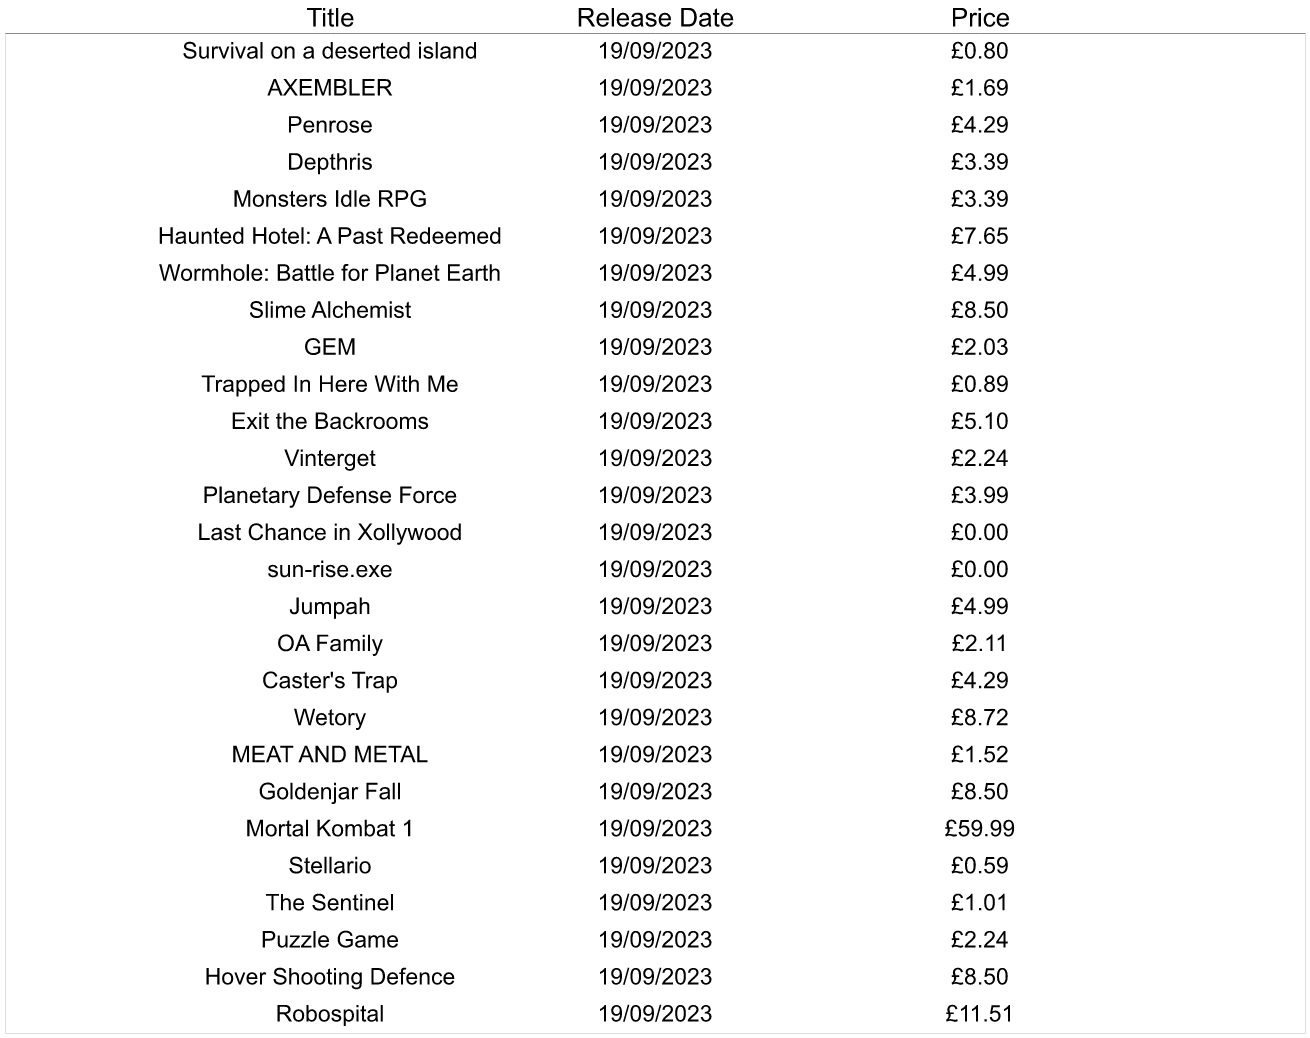 Title Release Date Price
Survival on a deserted island 19/09/2023 £0.80
AXEMBLER 19/09/2023 £1.69
Penrose 19/09/2023 £4.29
Depthris 19/09/2023 £3.39
Monsters Idle RPG 19/09/2023 £3.39
Haunted Hotel: A Past Redeemed 19/09/2023 £7.65
Wormhole: Battle for Planet Earth 19/09/2023 £4.99
Slime Alchemist 19/09/2023 £8.50
GEM 19/09/2023 £2.03
Trapped In Here With Me 19/09/2023 £0.89
Exit the Backrooms 19/09/2023 £5.10
Vinterget 19/09/2023 £2.24
Planetary Defense Force 19/09/2023 £3.99
Last Chance in Xollywood 19/09/2023 £0.00
sun-rise.exe 19/09/2023 £0.00
Jumpah 19/09/2023 £4.99
OA Family 19/09/2023 £2.11
Caster's Trap 19/09/2023 £4.29
Wetory 19/09/2023 £8.72
MEAT AND METAL 19/09/2023 £1.52
Goldenjar Fall 19/09/2023 £8.50
Mortal Kombat 1 19/09/2023 £59.99
Stellario 19/09/2023 £0.59
The Sentinel 19/09/2023 £1.01
Puzzle Game 19/09/2023 £2.24
Hover Shooting Defence 19/09/2023 £8.50
Robospital 19/09/2023 £11.51